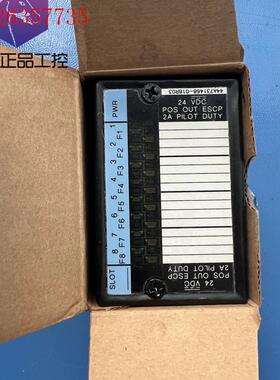 26357735
正品工控
44A731468-G18R03
24 VDC
POS OUT ESCP
2A PILOT DUTY
PWR
1 F1
2 F2
3 F3
4 F4
5 F5
6 F6
7 F7
8 F8
SLOT
24 VDC
POS OUT ESCP
2A PILOT DUTY